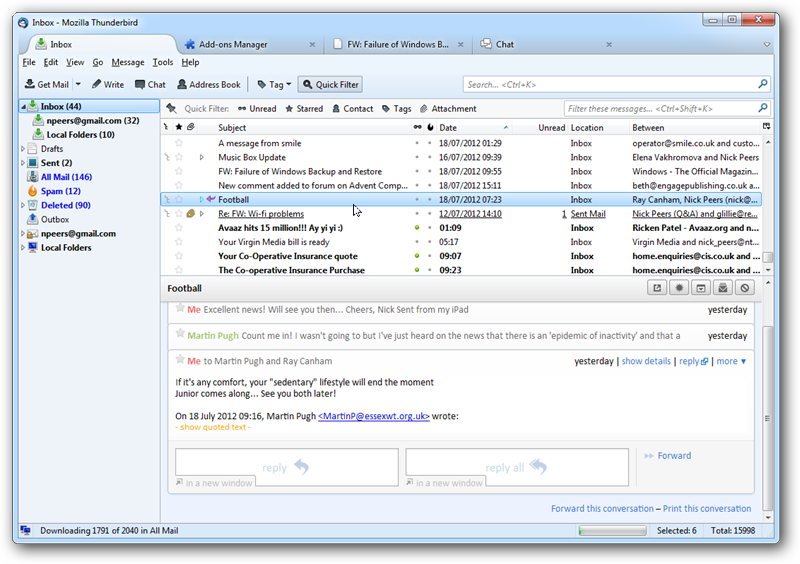 Inbox - Mozilla Thunderbird
Inbox Add-ons Manager FW: Failure of Windows B... Chat
File Edit View Go Message Tools Help
Get Mail Write Chat Address Book Tag Quick Filter Search... <Ctrl+K>
Quick Filter: Unread Starred Contact Tags Attachment Filter these messages... <Ctrl+Shift+K>
Inbox (44)
npeers@gmail.com (32)
Local Folders (10)
Drafts
Sent (2)
All Mail (146)
Spam (12)
Deleted (90)
Outbox
npeers@gmail.com
Local Folders
Subject Date Unread Location Between
A message from smile 18/07/2012 01:29 Inbox operator@smile.co.uk and custo...
Music Box Update 16/07/2012 09:39 Inbox Elena Vakhromova and Nick Peers
FW: Failure of Windows Backup and Restore 18/07/2012 09:55 Inbox Windows - The Official Magazin...
New comment added to forum on Advent Comp... 18/07/2012 15:11 Inbox beth@engagepublishing.co.uk a...
Football 18/07/2012 07:23 Inbox Ray Canham, Nick Peers (nick@...
Re: FW: Wi-fi problems 12/07/2012 14:10 1 Sent Mail Nick Peers (Q&A) and glillie@re...
Avaaz hits 15 million!!! Ay yi yi :) 01:09 Inbox Ricken Patel - Avaaz.org and n...
Your Virgin Media bill is ready 05:17 Inbox Virgin Media and nick_peers@nt...
Your Co-Operative Insurance quote 09:07 Inbox home.enquiries@cis.co.uk and ...
The Co-operative Insurance Purchase 09:23 Inbox home.enquiries@cis.co.uk and ...
Football
Me Excellent news! Will see you then... Cheers, Nick Sent from my iPad yesterday
Martin Pugh Count me in! I wasn't going to but I've just heard on the news that there is an 'epidemic of inactivity' and that a yesterday
Me to Martin Pugh and Ray Canham yesterday | show details | reply | more
If it's any comfort, your "sedentary" lifestyle will end the moment
Junior comes along... See you both later!
On 18 July 2012 09:16, Martin Pugh <MartinP@essexwt.org.uk> wrote:
- show quoted text -
reply reply all Forward
in a new window in a new window
Forward this conversation – Print this conversation
Downloading 1791 of 2040 in All Mail Selected: 6 Total: 15998